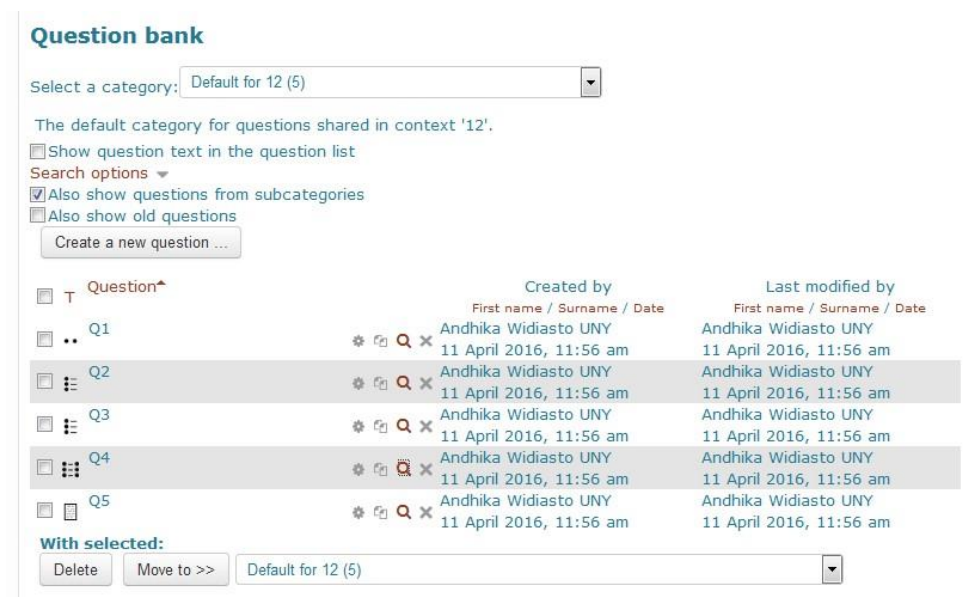 Question bank
Select a category: Default for 12 (5)
The default category for questions shared in context '12'.
Show question text in the question list
Search options
Also show questions from subcategories
Also show old questions
Create a new question ...
T Question Created by Last modified by
First name / Surname / Date First name / Surname / Date
Q1 Andhika Widiasto UNY Andhika Widiasto UNY
11 April 2016, 11:56 am 11 April 2016, 11:56 am
Q2 Andhika Widiasto UNY Andhika Widiasto UNY
11 April 2016, 11:56 am 11 April 2016, 11:56 am
Q3 Andhika Widiasto UNY Andhika Widiasto UNY
11 April 2016, 11:56 am 11 April 2016, 11:56 am
Q4 Andhika Widiasto UNY Andhika Widiasto UNY
11 April 2016, 11:56 am 11 April 2016, 11:56 am
Q5 Andhika Widiasto UNY Andhika Widiasto UNY
11 April 2016, 11:56 am 11 April 2016, 11:56 am
With selected:
Delete Move to >> Default for 12 (5)